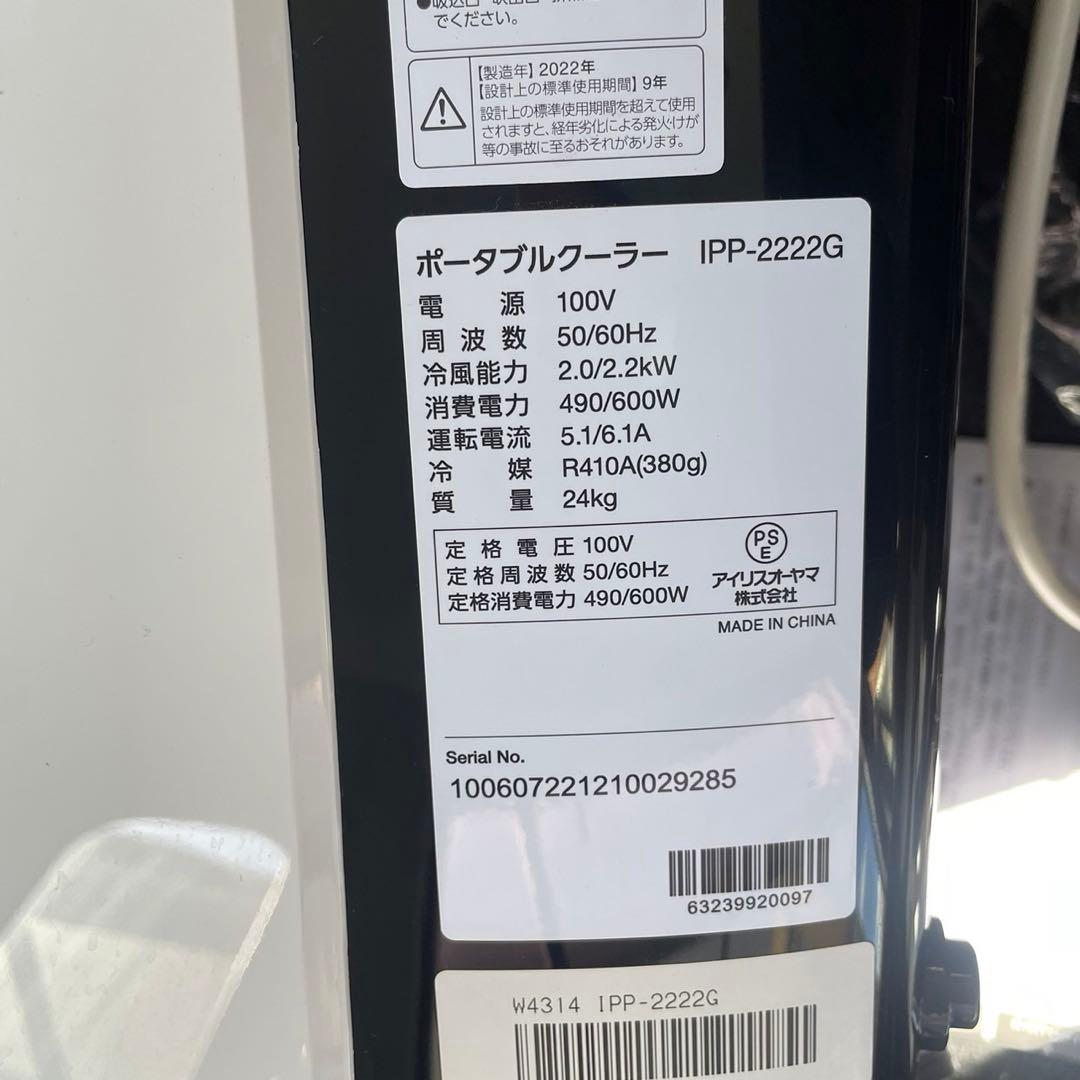 でください。
【製造年】2022年
【設計上の標準使用期間】9年
設計上の標準使用期間を超えて使用
されますと、経年劣化による発火けが
等の事故に至るおそれがあります。
ポータブルクーラー IPP-2222G
電源 100V
周波数 50/60Hz
冷風能力 2.0/2.2kW
消費電力 490/600W
運転電流 5.1/6.1A
冷媒 R410A(380g)
質量 24kg
定格電圧 100V
定格周波数 50/60Hz
定格消費電力 490/600W
PS
E
アイリスオーヤマ
株式会社
MADE IN CHINA
Serial No.
100607221210029285
63239920097
W4314 IPP-2222G